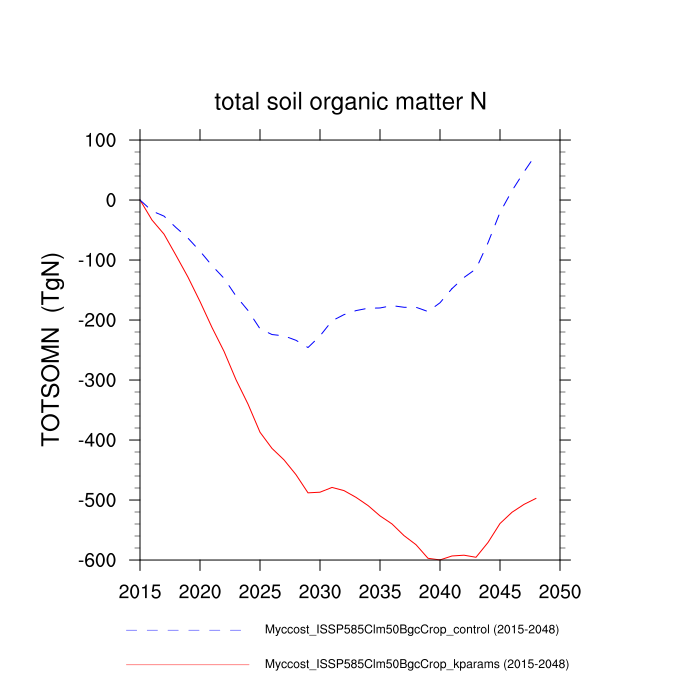 total soil organic matter N
TOTSOMN (TgN)
100
0
-100
-200
-300
-400
-500
-600
2015 2020 2025 2030 2035 2040 2045 2050
Myccost_ISSP585Clm50BgcCrop_control (2015-2048)
Myccost_ISSP585Clm50BgcCrop_kparams (2015-2048)